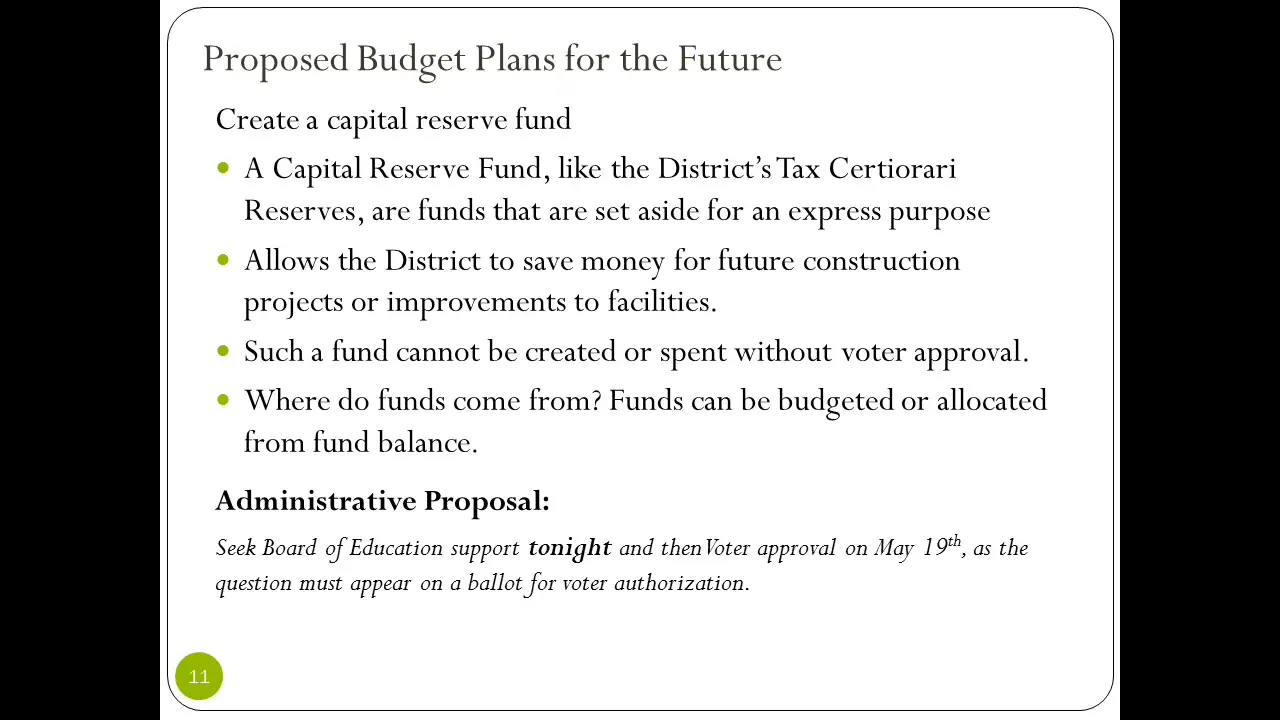 Proposed Budget Plans for the Future
Create a capital reserve fund
• A Capital Reserve Fund, like the District’s Tax Certiorari
Reserves, are funds that are set aside for an express purpose
• Allows the District to save money for future construction
projects or improvements to facilities.
• Such a fund cannot be created or spent without voter approval.
• Where do funds come from? Funds can be budgeted or allocated
from fund balance.
Administrative Proposal:
Seek Board of Education support tonight and then Voter approval on May 19th, as the
question must appear on a ballot for voter authorization.
11